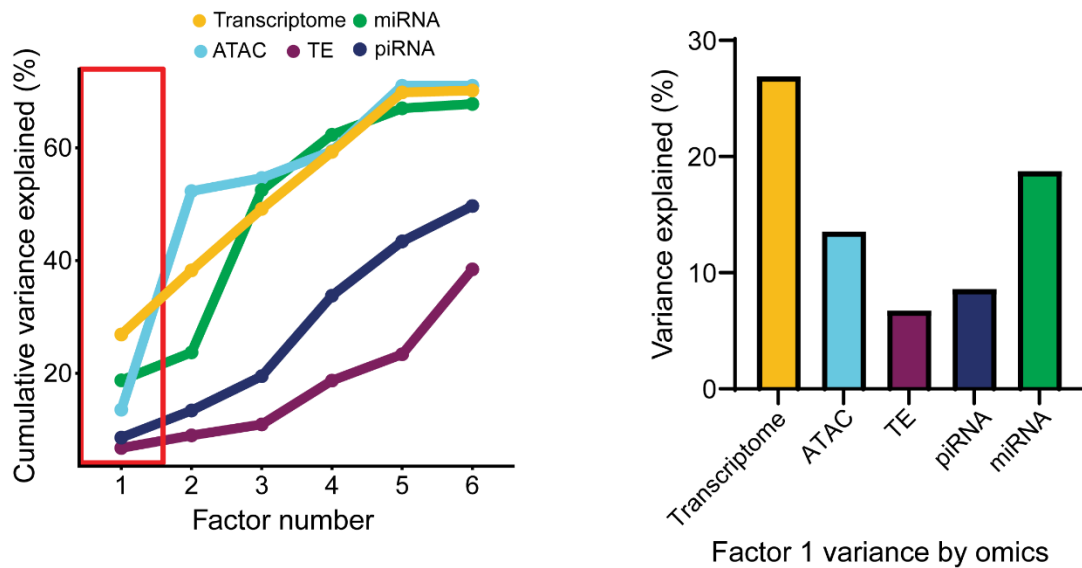 Transcriptome miRNA
ATAC TE piRNA
Cumulative variance explained (%)
60
40
20
1 2 3 4 5 6
Factor number
Variance explained (%)
30
20
10
0
Transcriptome
ATAC
TE
piRNA
miRNA
Factor 1 variance by omics